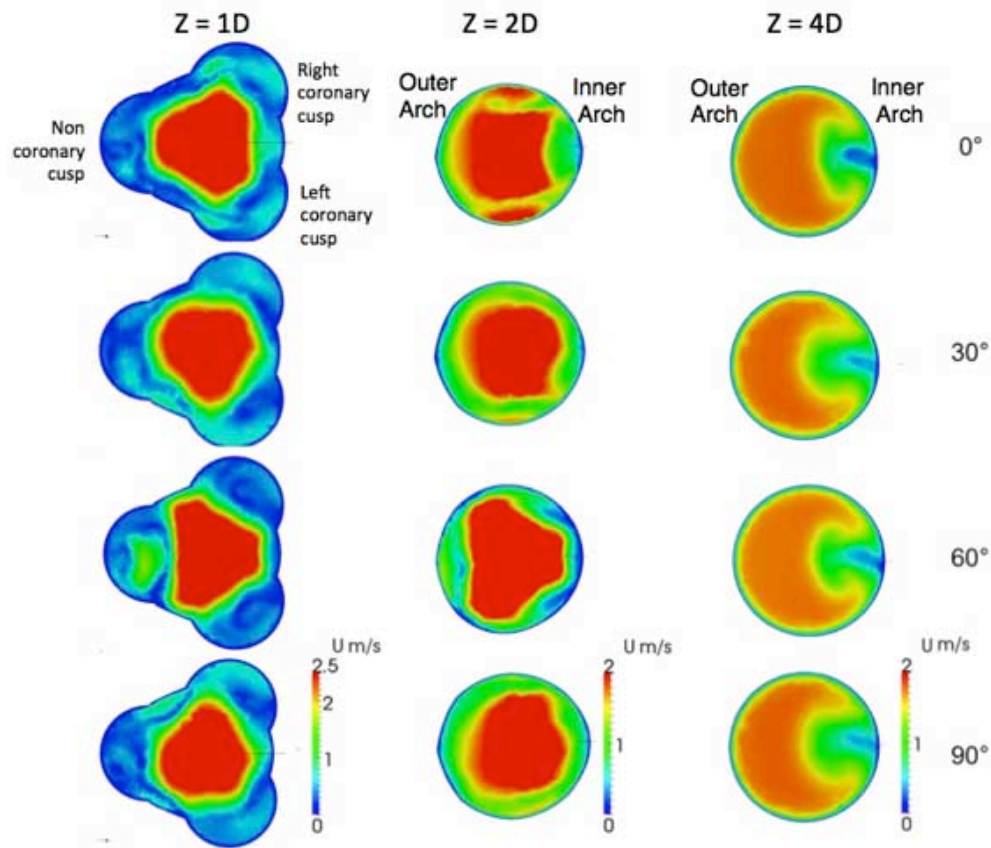 Z = 1D
Z = 2D
Z = 4D
Right
coronary
cusp
Non
coronary
cusp
Left
coronary
cusp
Outer
Arch
Inner
Arch
Outer
Arch
Inner
Arch
0°
30°
60°
90°
U m/s
2.5
2
1
0
U m/s
2
1
0
U m/s
2
1
0